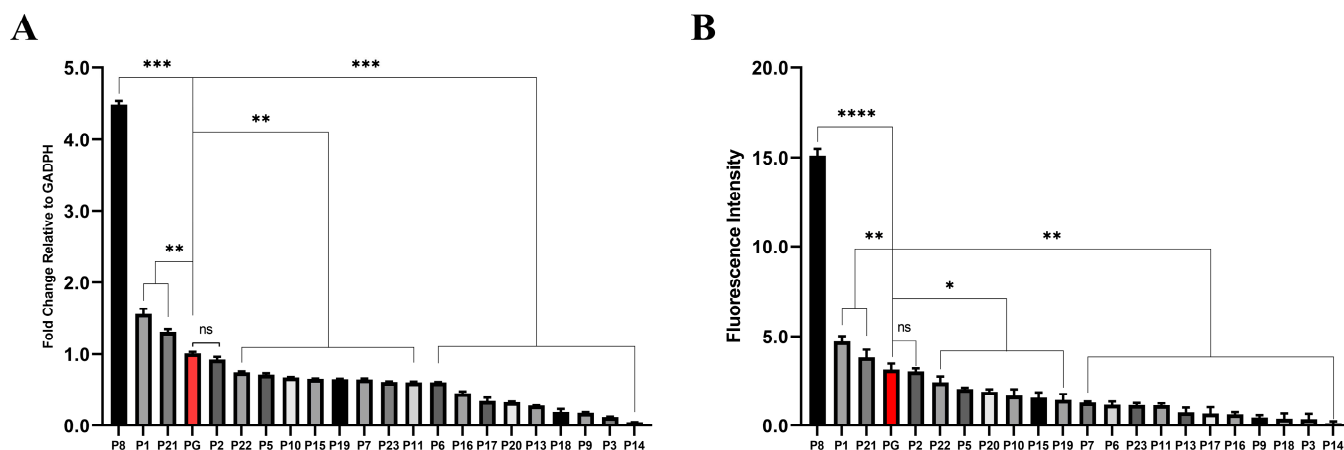 A
Fold Change Relative to GADPH
5.0
4.0
3.0
2.0
1.0
0.0
***
***
**
**
ns
P8 P1 P21 PG P2 P22 P5 P10 P15 P19 P7 P23 P11 P6 P16 P17 P20 P13 P18 P9 P3 P14
B
Fluorescence Intensity
20.0
15.0
10.0
5.0
0.0
****
**
**
*
ns
P8 P1 P21 PG P2 P22 P5 P20 P10 P15 P19 P7 P6 P23 P11 P13 P17 P16 P9 P18 P3 P14